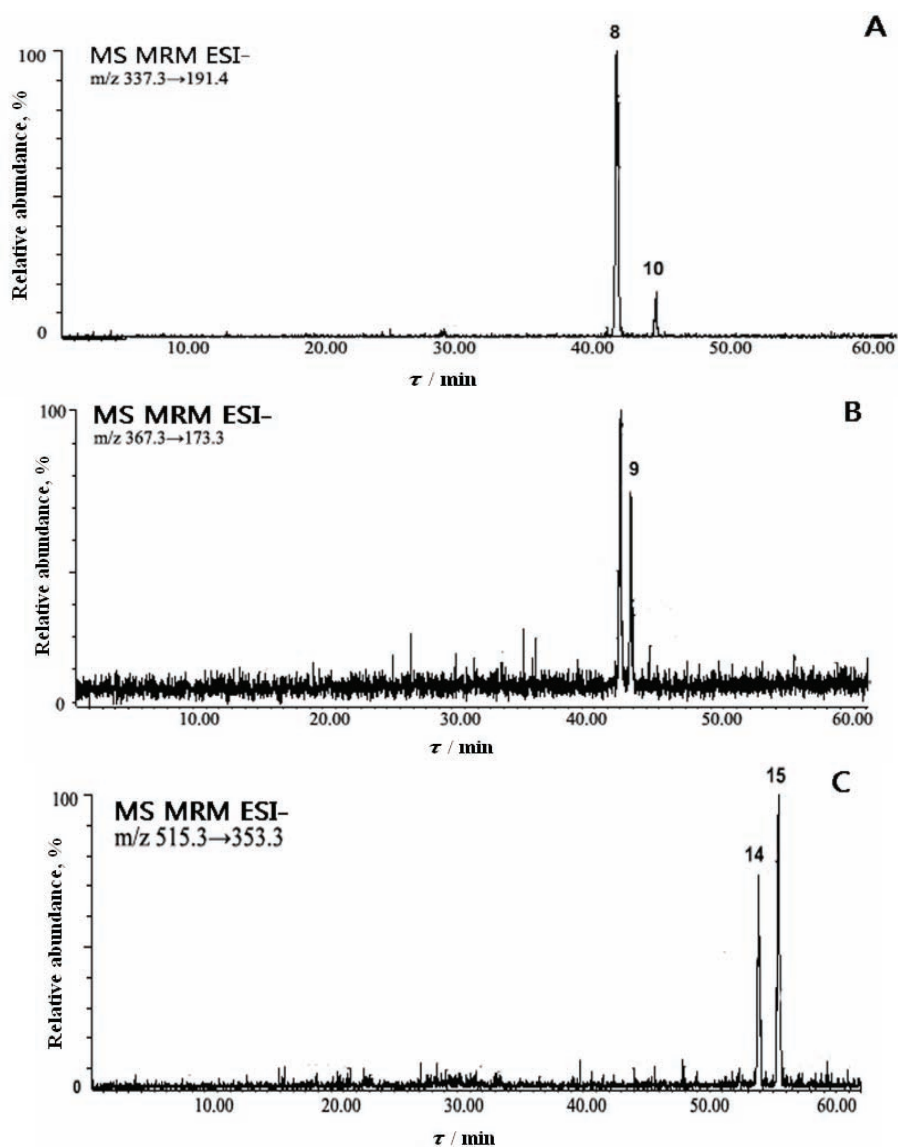 8
A
MS MRM ESI-
m/z 337.3→191.4
100
Relative abundance, %
10
0
10.00 20.00 30.00 40.00 50.00 60.00
τ / min
B
MS MRM ESI-
m/z 367.3→173.3
100
Relative abundance, %
9
0
10.00 20.00 30.00 40.00 50.00 60.00
τ / min
15
C
MS MRM ESI-
m/z 515.3→353.3
100
Relative abundance, %
14
0
10.00 20.00 30.00 40.00 50.00 60.00
τ / min